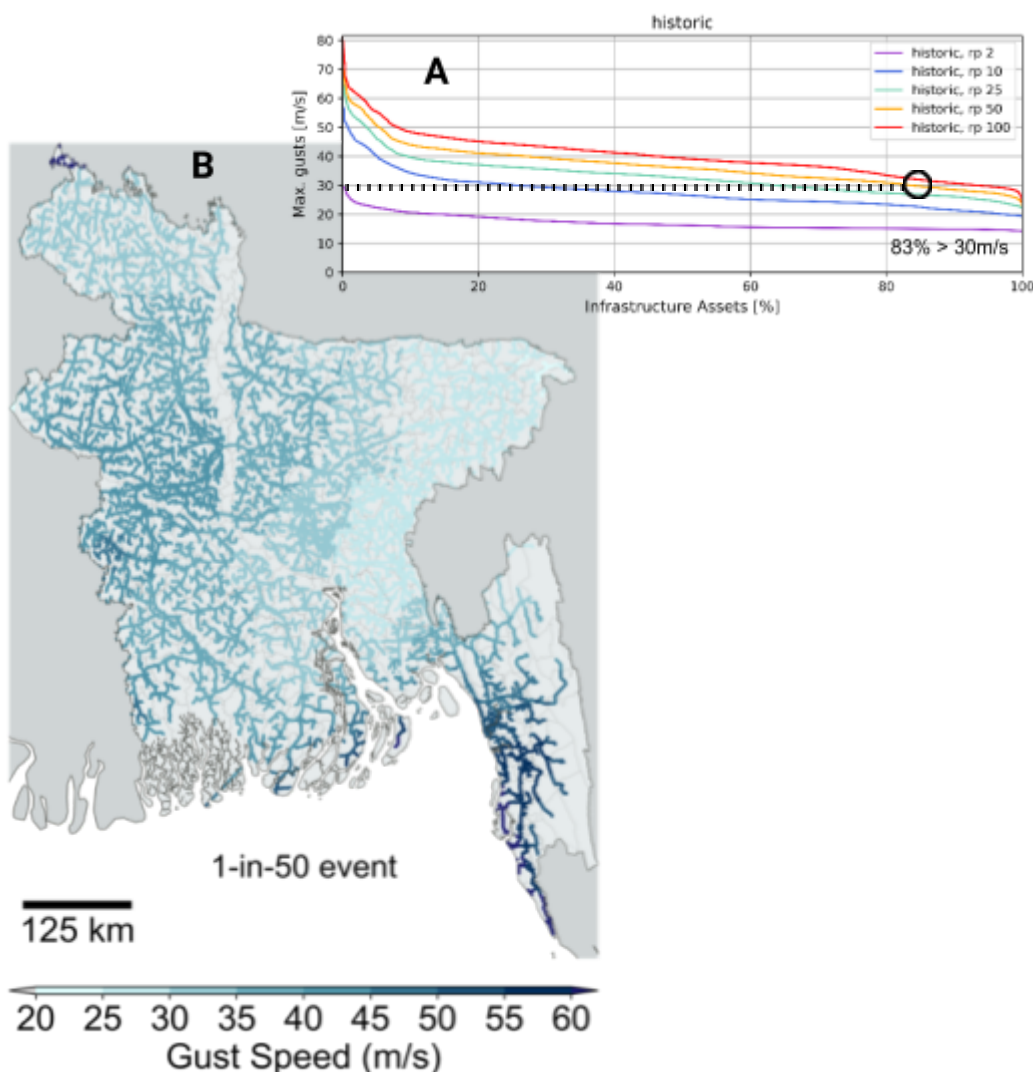 historic
A
Max. gusts [m/s]
80
70
60
50
40
30
20
10
0
historic, rp 2
historic, rp 10
historic, rp 25
historic, rp 50
historic, rp 100
83% > 30m/s
0 20 40 60 80 100
Infrastructure Assets [%]
B
1-in-50 event
125 km
20 25 30 35 40 45 50 55 60
Gust Speed (m/s)